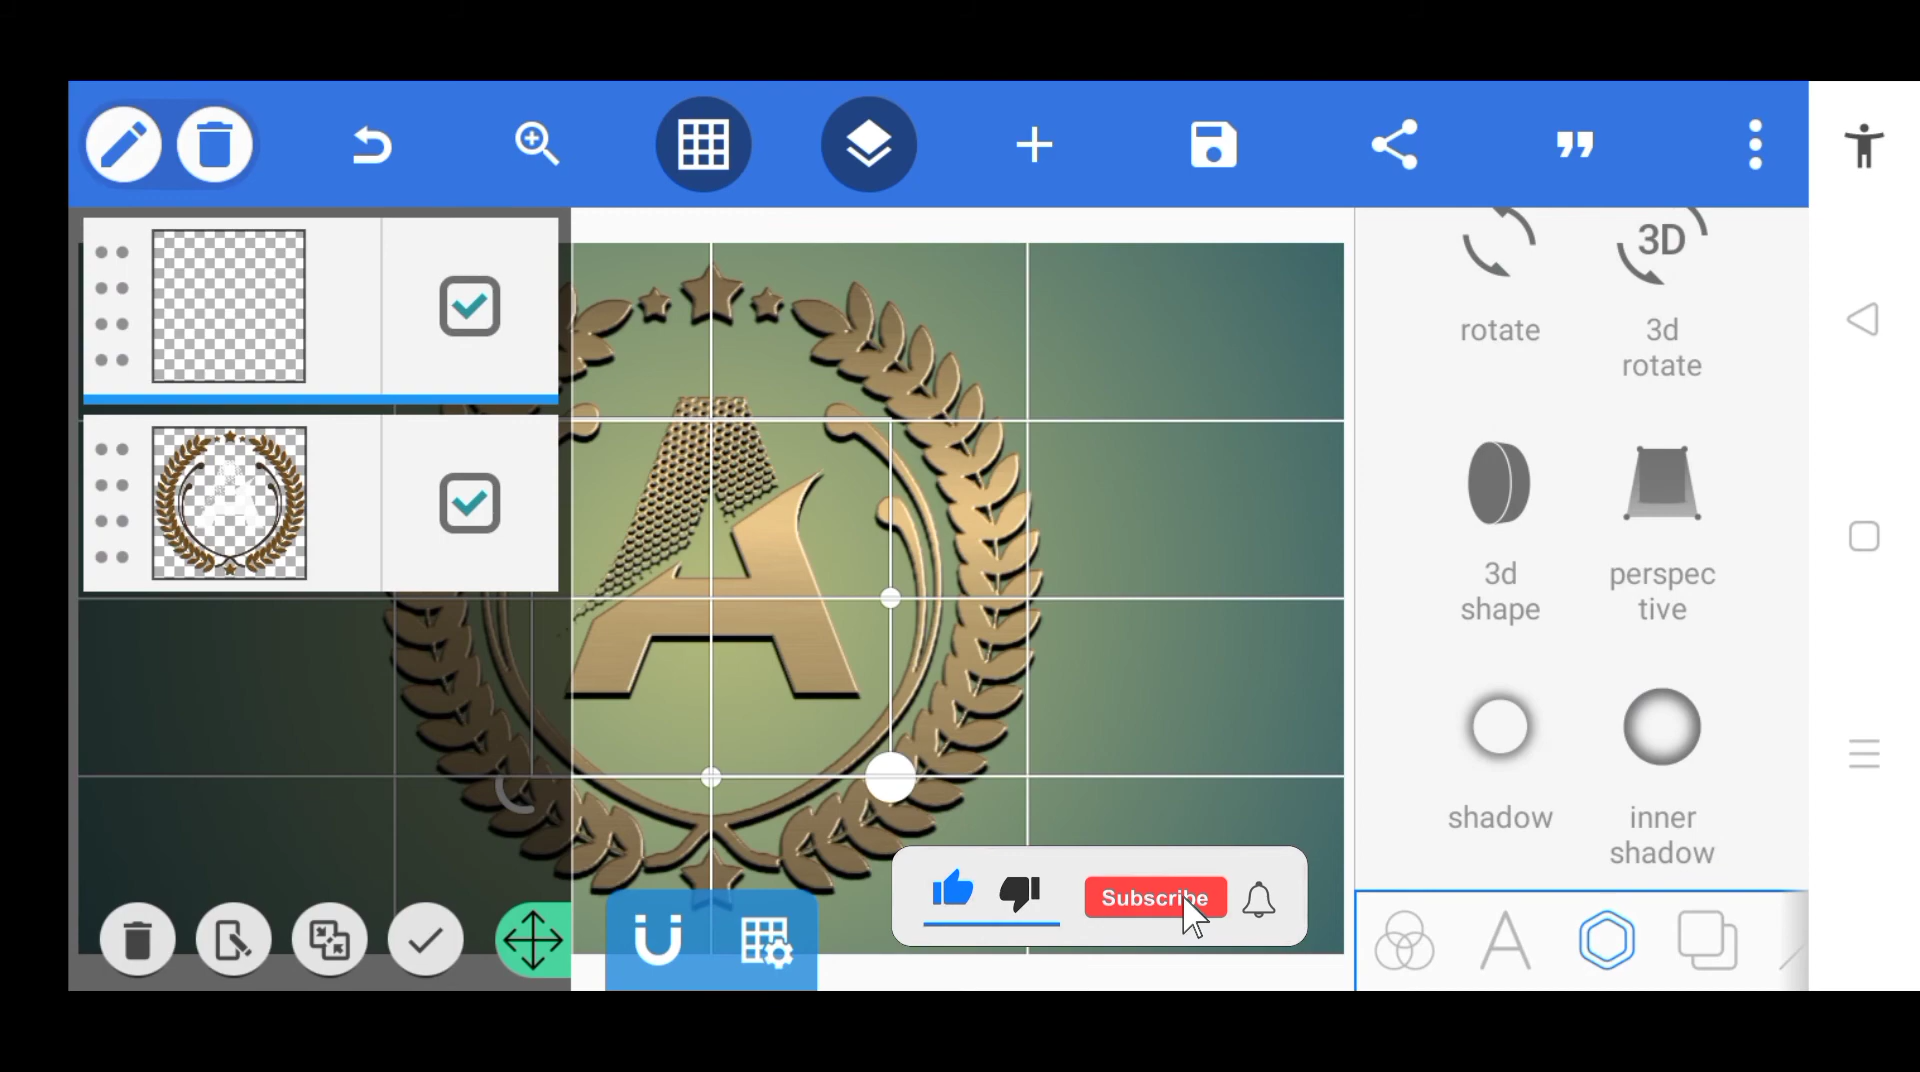 3D
rotate
3d
rotate
3d
shape
perspec
tive
shadow
inner
shadow
A
Subscribe